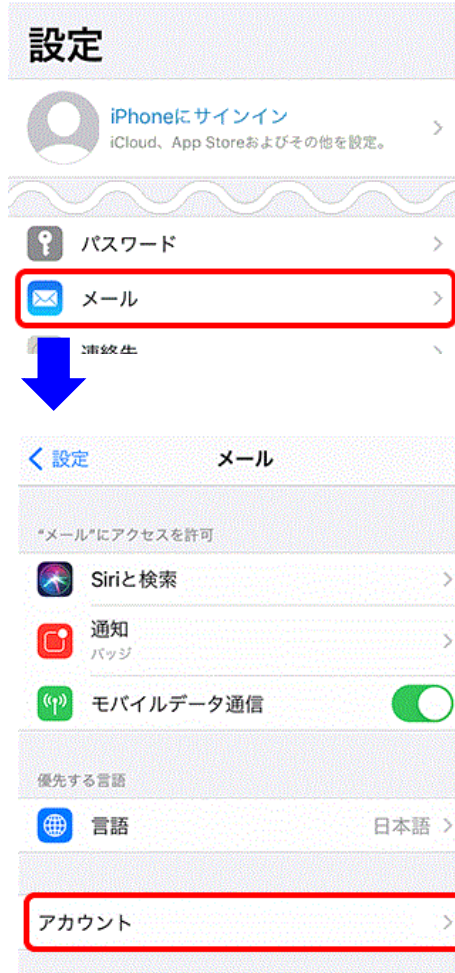 設定
iPhoneにサインイン
iCloud、App Storeおよびその他を設定。
パスワード
メール
連絡先
設定
メール
"メール"にアクセスを許可
Siriと検索
通知
バッジ
モバイルデータ通信
優先する言語
言語
日本語
アカウント